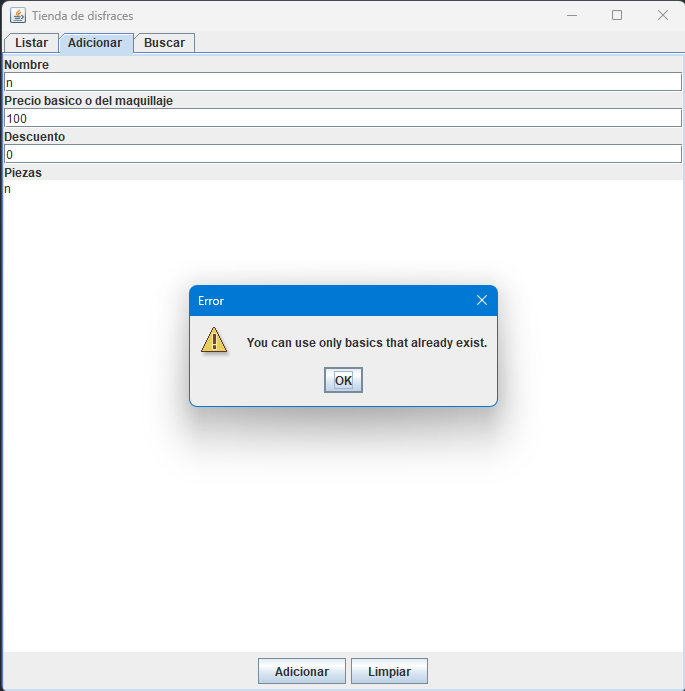 Tienda de disfraces
Listar
Adicionar
Buscar
Nombre
n
Precio basico o del maquillaje
100
Descuento
0
Piezas
n
Error
You can use only basics that already exist.
OK
Adicionar
Limpiar